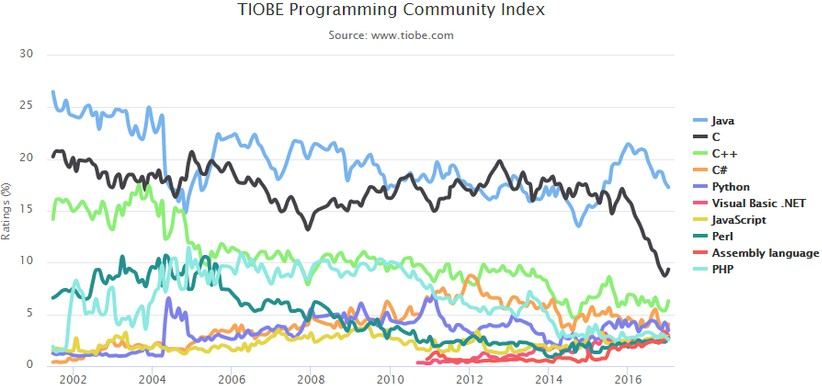 TIOBE Programming Community Index
Source: www.tiobe.com
Ratings (%)
30
25
20
15
10
5
0
2002 2004 2006 2008 2010 2012 2014 2016
Java
C
C++
C#
Python
Visual Basic .NET
JavaScript
Perl
Assembly language
PHP